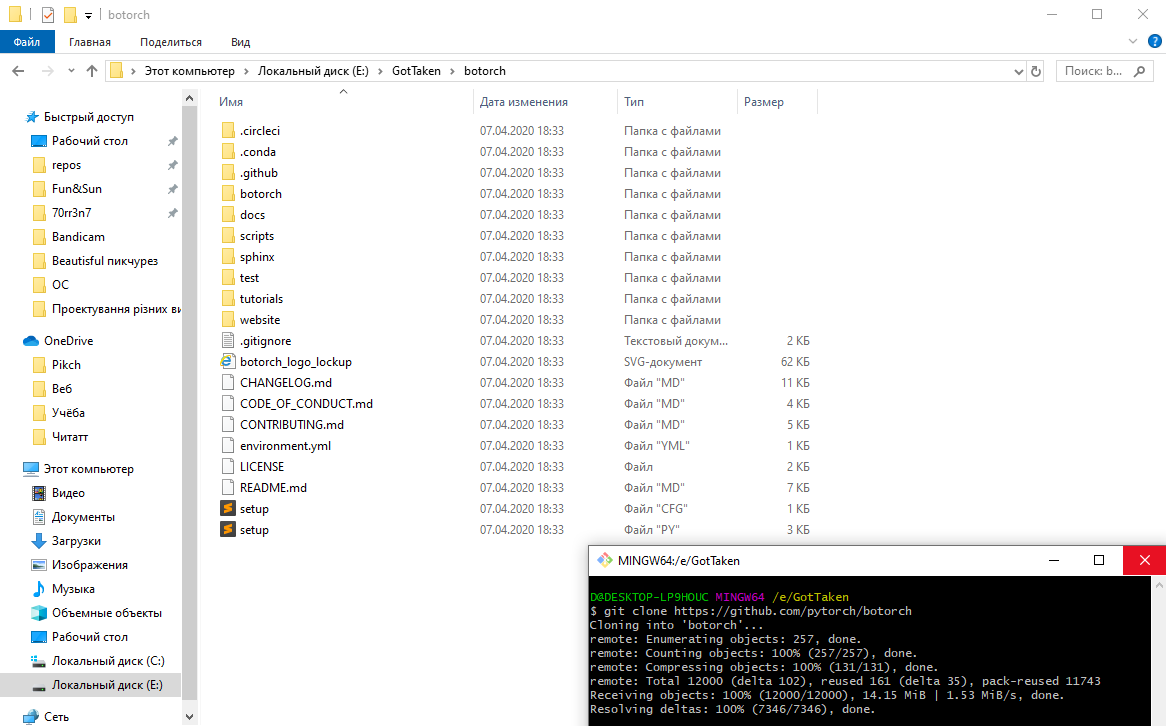 botorch
Файл Главная Поделиться Вид
Этот компьютер › Локальный диск (E:) › GotTaken › botorch
Поиск: b...
Быстрый доступ
Рабочий стол
repos
Fun&Sun
70rr3n7
Bandicam
Beautisful пикчурез
ОС
Проектування різних ви
OneDrive
Pikch
Веб
Учёба
Читатт
Этот компьютер
Видео
Документы
Загрузки
Изображения
Музыка
Объемные объекты
Рабочий стол
Локальный диск (C:)
Локальный диск (E:)
Сеть
Имя Дата изменения Тип Размер
.circleci 07.04.2020 18:33 Папка с файлами
.conda 07.04.2020 18:33 Папка с файлами
.github 07.04.2020 18:33 Папка с файлами
botorch 07.04.2020 18:33 Папка с файлами
docs 07.04.2020 18:33 Папка с файлами
scripts 07.04.2020 18:33 Папка с файлами
sphinx 07.04.2020 18:33 Папка с файлами
test 07.04.2020 18:33 Папка с файлами
tutorials 07.04.2020 18:33 Папка с файлами
website 07.04.2020 18:33 Папка с файлами
.gitignore 07.04.2020 18:33 Текстовый докум... 2 КБ
botorch_logo_lockup 07.04.2020 18:33 SVG-документ 62 КБ
CHANGELOG.md 07.04.2020 18:33 Файл "MD" 11 КБ
CODE_OF_CONDUCT.md 07.04.2020 18:33 Файл "MD" 4 КБ
CONTRIBUTING.md 07.04.2020 18:33 Файл "MD" 5 КБ
environment.yml 07.04.2020 18:33 Файл "YML" 1 КБ
LICENSE 07.04.2020 18:33 Файл 2 КБ
README.md 07.04.2020 18:33 Файл "MD" 7 КБ
setup 07.04.2020 18:33 Файл "CFG" 1 КБ
setup 07.04.2020 18:33 Файл "PY" 3 КБ
MINGW64:/e/GotTaken
D@DESKTOP-LP9HOUC MINGW64 /e/GotTaken
$ git clone https://github.com/pytorch/botorch
Cloning into 'botorch'...
remote: Enumerating objects: 257, done.
remote: Counting objects: 100% (257/257), done.
remote: Compressing objects: 100% (131/131), done.
remote: Total 12000 (delta 102), reused 161 (delta 35), pack-reused 11743
Receiving objects: 100% (12000/12000), 14.15 MiB | 1.53 MiB/s, done.
Resolving deltas: 100% (7346/7346), done.